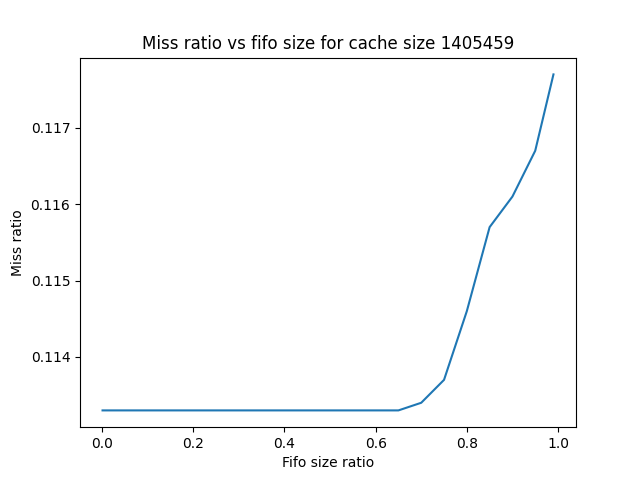 Miss ratio vs fifo size for cache size 1405459
0.117
0.116
0.115
0.114
Miss ratio
0.0 0.2 0.4 0.6 0.8 1.0
Fifo size ratio